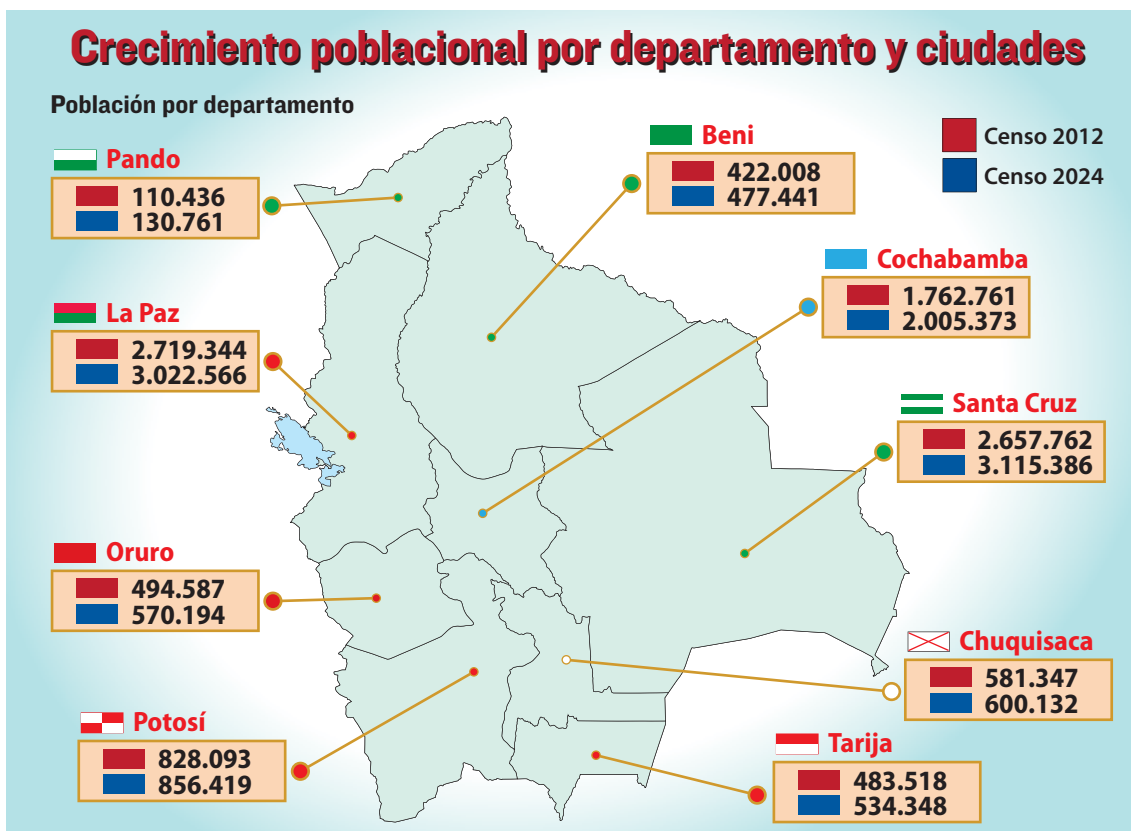 Crecimiento poblacional por departamento y ciudades
Población por departamento
Censo 2012
Censo 2024
Pando
110.436
130.761
Beni
422.008
477.441
Cochabamba
1.762.761
2.005.373
La Paz
2.719.344
3.022.566
Santa Cruz
2.657.762
3.115.386
Oruro
494.587
570.194
Chuquisaca
581.347
600.132
Potosí
828.093
856.419
Tarija
483.518
534.348